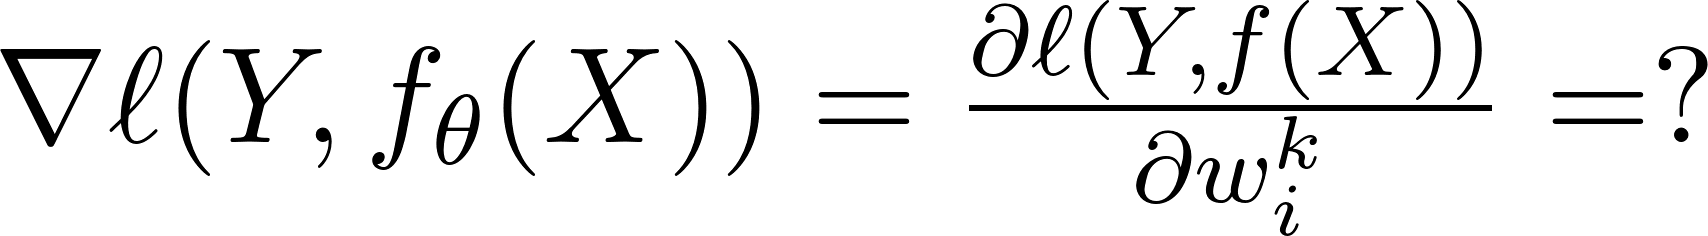 ∇ℓ(Y, f_θ(X)) = ∂ℓ(Y,f(X)) / ∂w_i^k =?